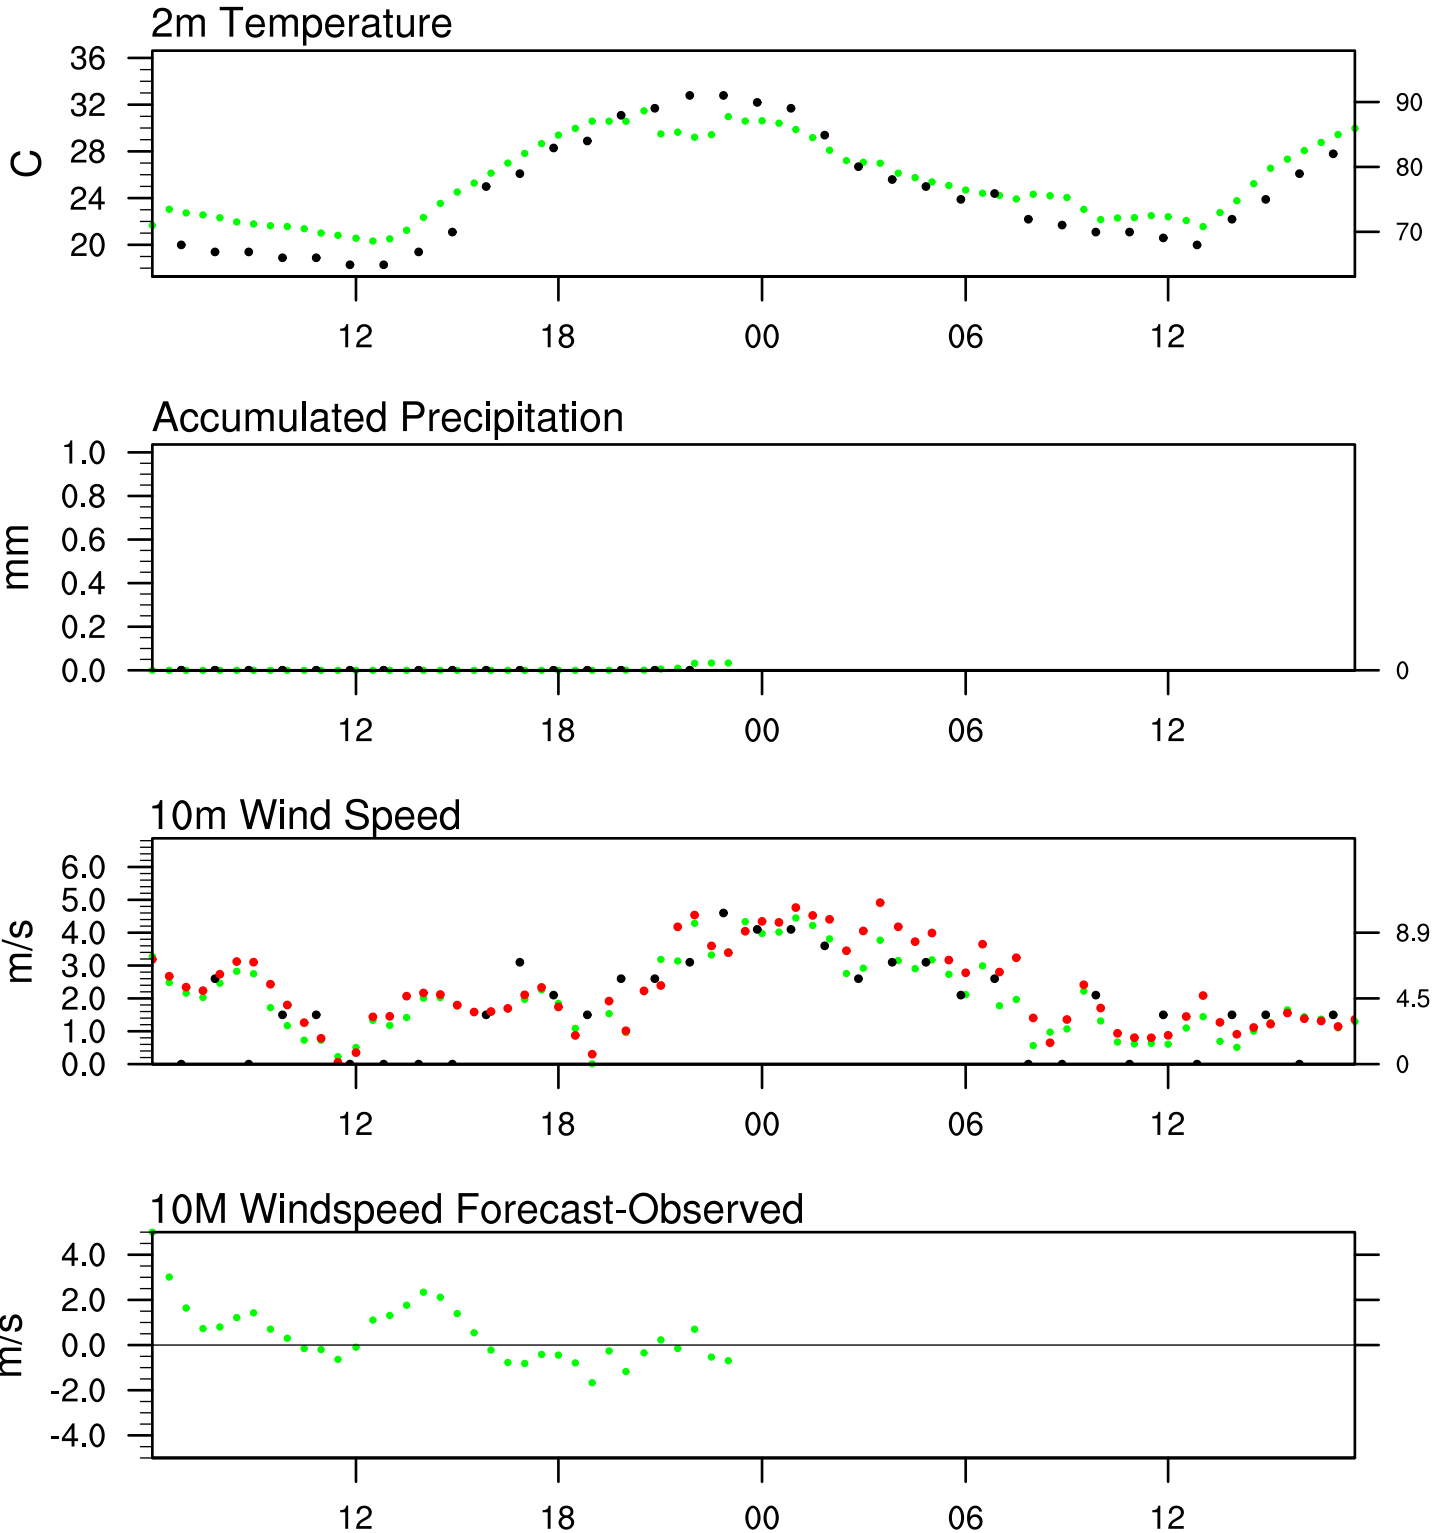 2m Temperature
36
32
28
24
20
C
90
80
70
12 18 00 06 12
Accumulated Precipitation
1.0
0.8
0.6
0.4
0.2
0.0
mm
0
12 18 00 06 12
10m Wind Speed
6.0
5.0
4.0
3.0
2.0
1.0
0.0
m/s
8.9
4.5
0
12 18 00 06 12
10M Windspeed Forecast-Observed
4.0
2.0
0.0
-2.0
-4.0
m/s
12 18 00 06 12